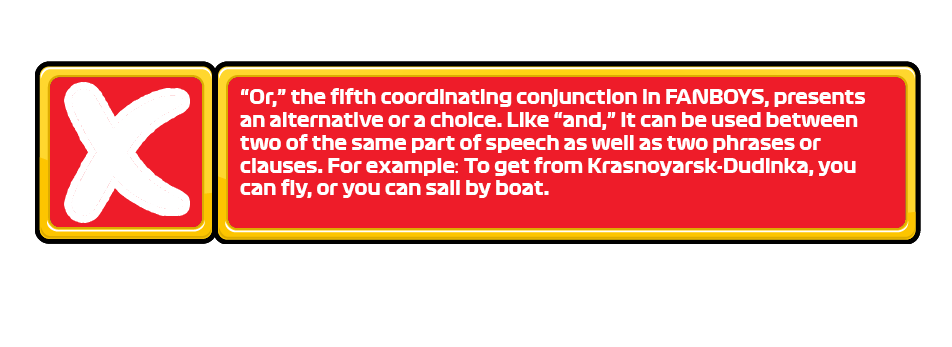 “Or,” the fifth coordinating conjunction in FANBOYS, presents
an alternative or a choice. Like “and,” it can be used between
two of the same part of speech as well as two phrases or
clauses. For example: To get from Krasnoyarsk-Dudinka, you
can fly, or you can sail by boat.